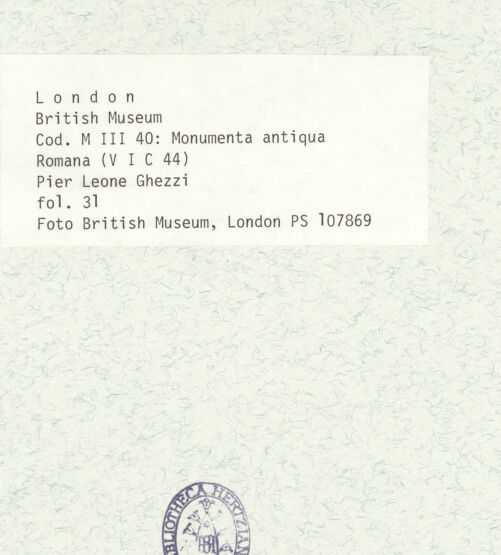 L o n d o n
British Museum
Cod. M III 40: Monumenta antiqua
Romana (V I C 44)
Pier Leone Ghezzi
fol. 31
Foto British Museum, London PS 107869
BIBLIOTHECA HERTZIAN